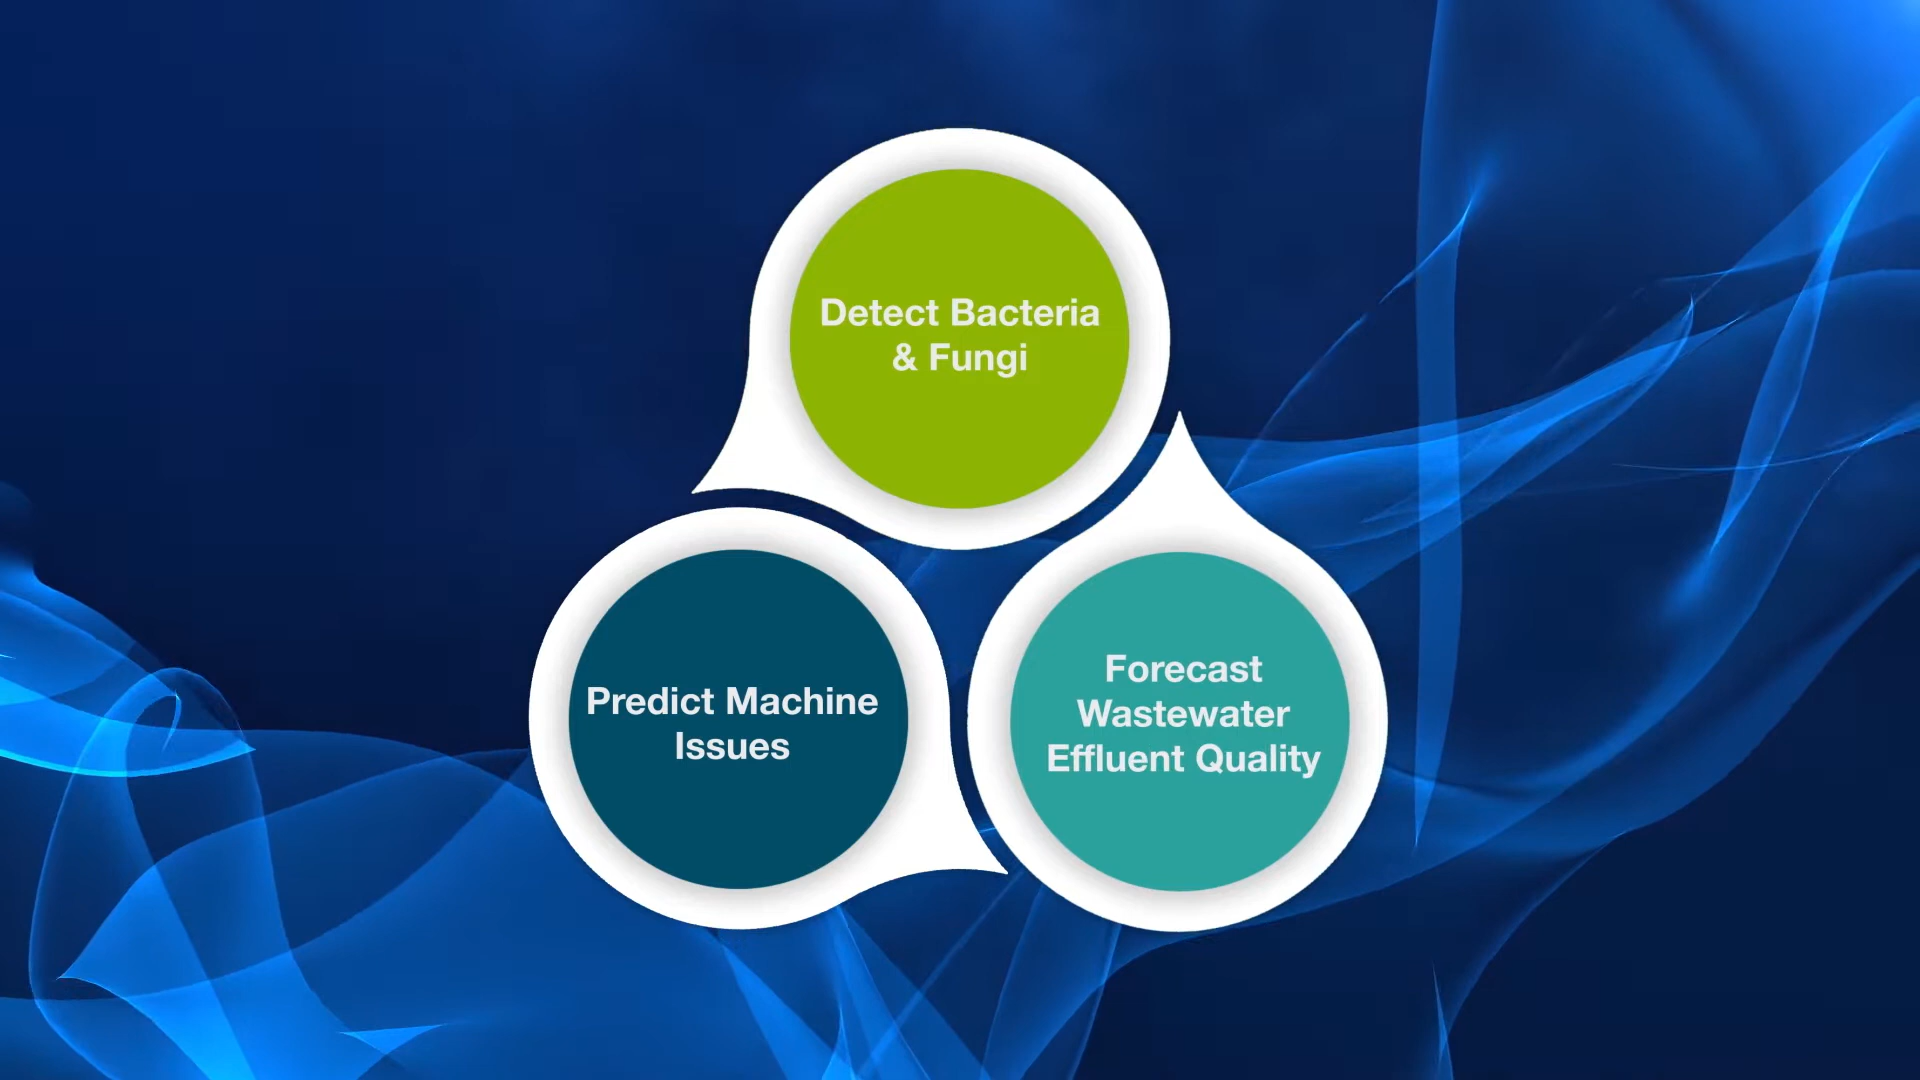 Detect Bacteria
& Fungi
Predict Machine
Issues
Forecast
Wastewater
Effluent Quality